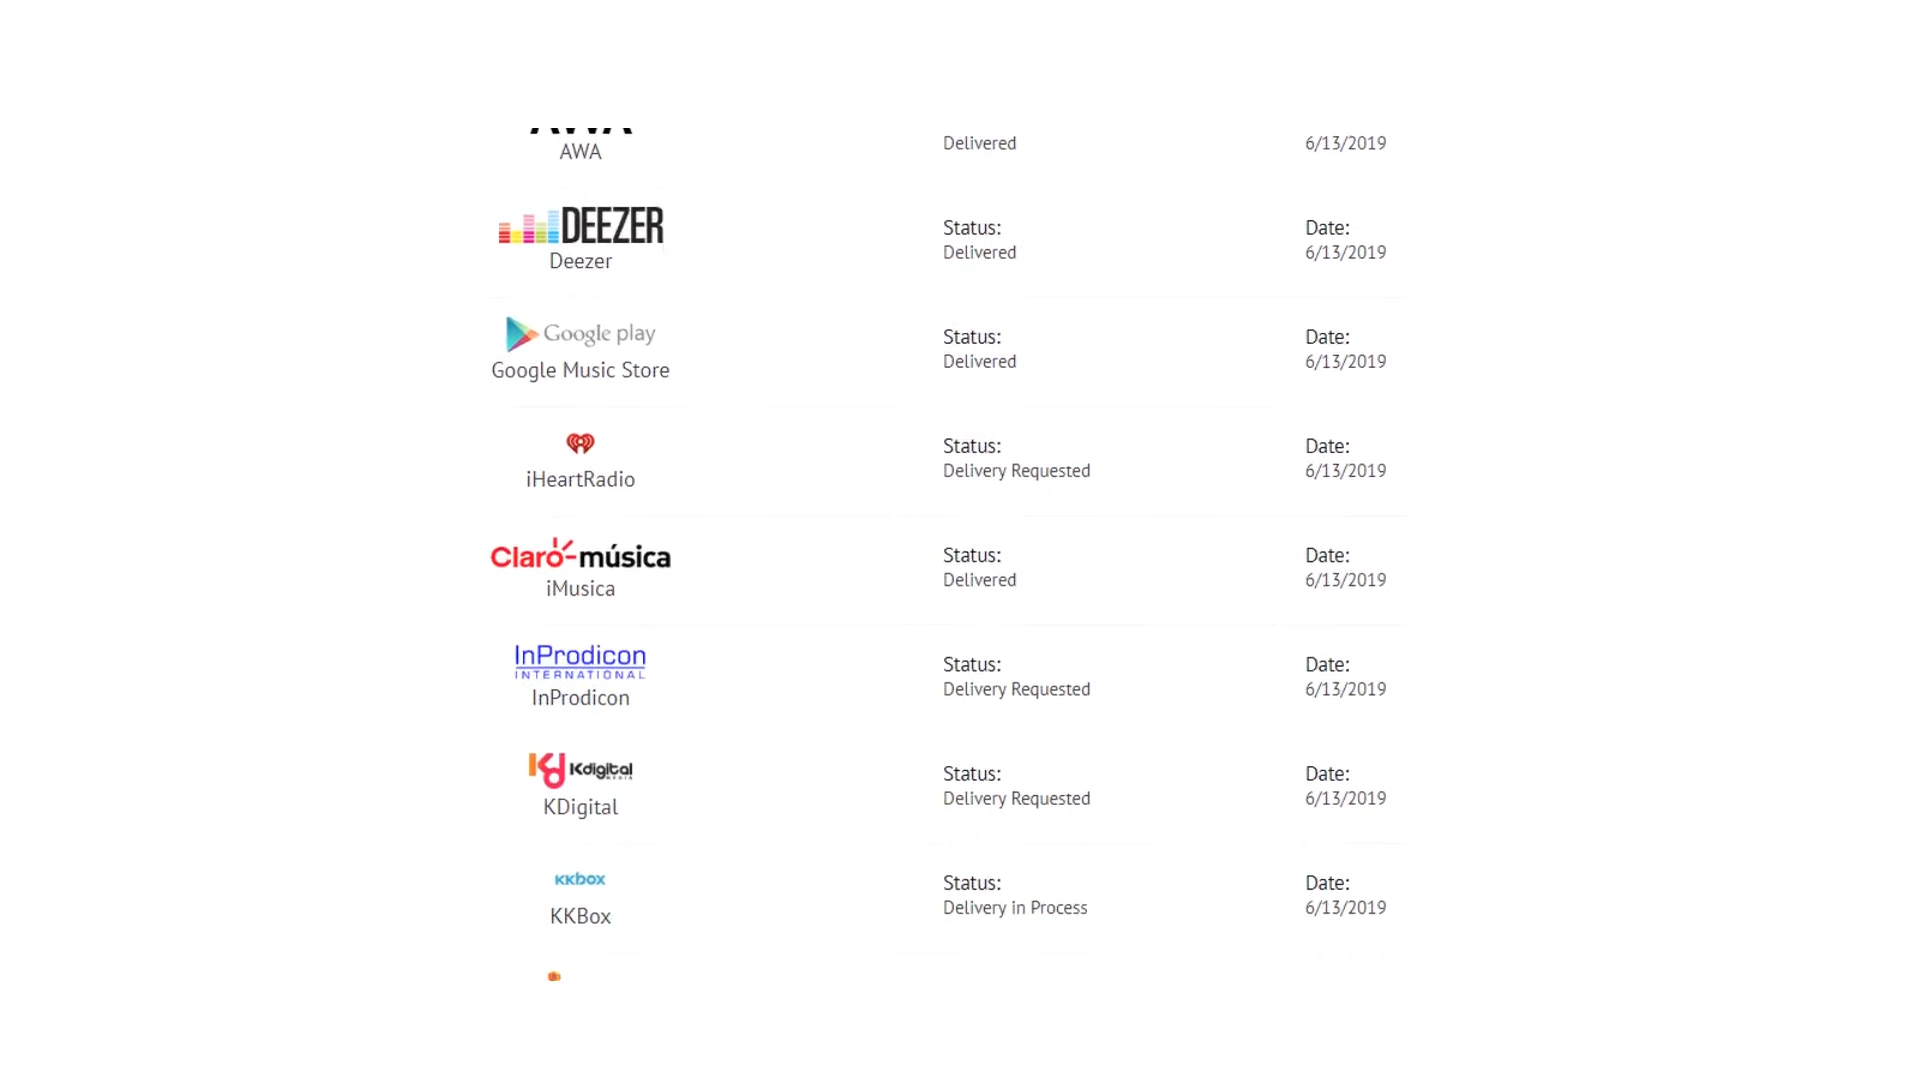 AWA
AWA
Delivered
6/13/2019
DEEZER
Deezer
Status:
Delivered
Date:
6/13/2019
Google play
Google Music Store
Status:
Delivered
Date:
6/13/2019
iHeartRadio
Status:
Delivery Requested
Date:
6/13/2019
Claro-música
iMusica
Status:
Delivered
Date:
6/13/2019
InProdicon
INTERNATIONAL
InProdicon
Status:
Delivery Requested
Date:
6/13/2019
Kd Kdigital
MEDIA
KDigital
Status:
Delivery Requested
Date:
6/13/2019
KKBOX
KKBox
Status:
Delivery in Process
Date:
6/13/2019